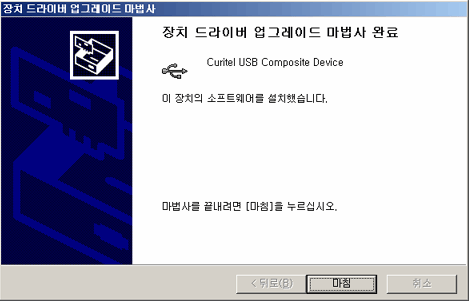 장치 드라이버 업그레이드 마법사
장치 드라이버 업그레이드 마법사 완료
Curitel USB Composite Device
이 장치의 소프트웨어를 설치했습니다.
마법사를 끝내려면 [마침]을 누르십시오.
< 뒤로(B) 마침 취소